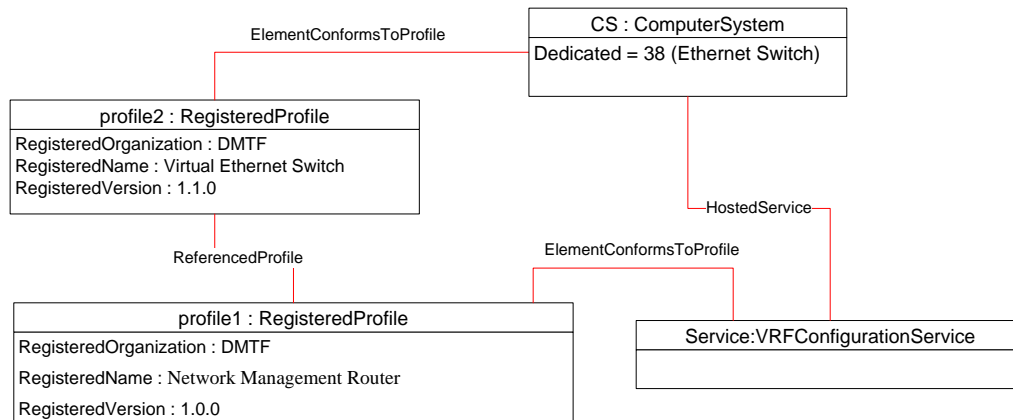 CS : ComputerSystem
Dedicated = 38 (Ethernet Switch)
ElementConformsToProfile
profile2 : RegisteredProfile
RegisteredOrganization : DMTF
RegisteredName : Virtual Ethernet Switch
RegisteredVersion : 1.1.0
HostedService
ReferencedProfile
ElementConformsToProfile
profile1 : RegisteredProfile
RegisteredOrganization : DMTF
RegisteredName : Network Management Router
RegisteredVersion : 1.0.0
Service:VRFConfigurationService